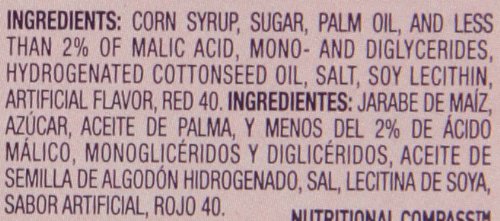 INGREDIENTS: CORN SYRUP, SUGAR, PALM OIL, AND LESS
THAN 2% OF MALIC ACID, MONO- AND DIGLYCERIDES,
HYDROGENATED COTTONSEED OIL, SALT, SOY LECITHIN,
ARTIFICIAL FLAVOR, RED 40. INGREDIENTES: JARABE DE MAÍZ,
AZÚCAR, ACEITE DE PALMA, Y MENOS DEL 2% DE ÁCIDO
MÁLICO, MONOGLICÉRIDOS Y DIGLICÉRIDOS, ACEITE DE
SEMILLA DE ALGODÓN HIDROGENADO, SAL, LECITINA DE SOYA,
SABOR ARTIFICIAL, ROJO 40.
NUTRITIONAL COMPASS